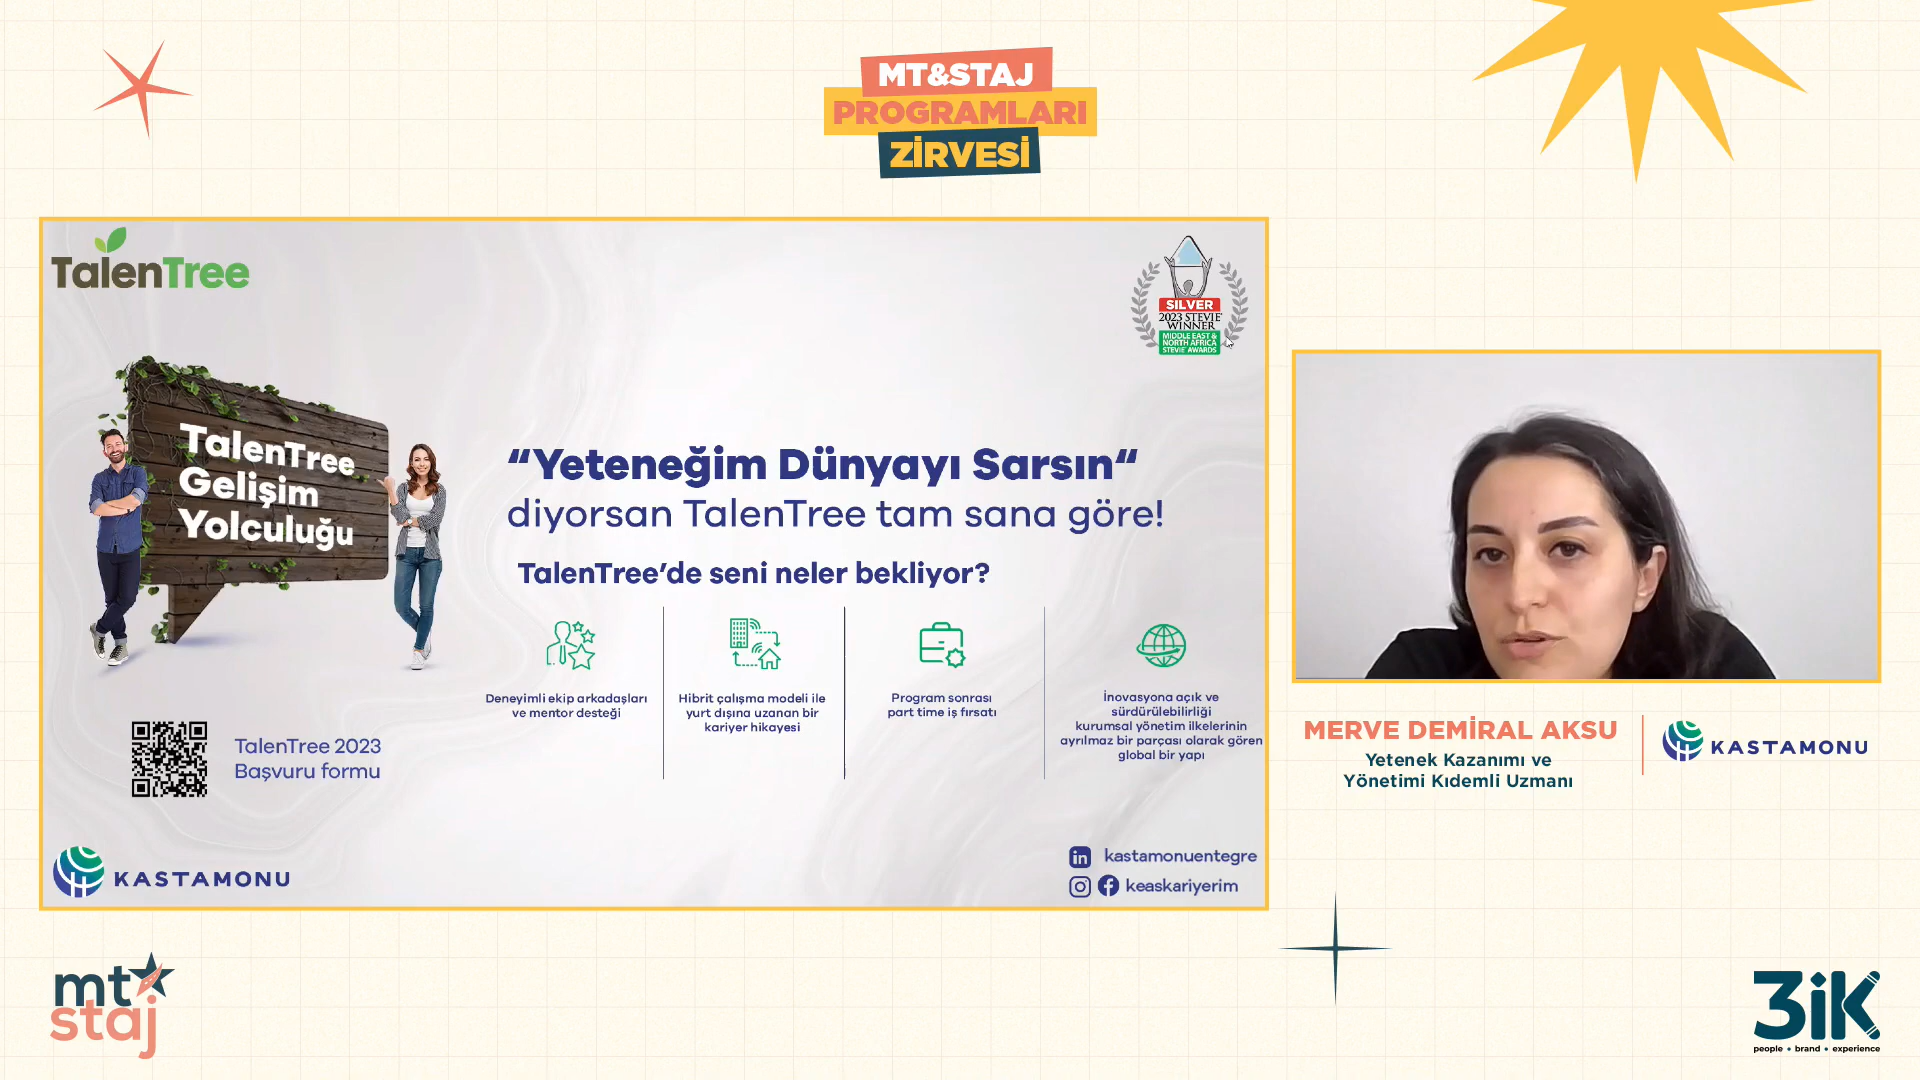 MT&STAJ
PROGRAMLARI
ZİRVESİ
TalenTree
SILVER
2023 STEVIE®
WINNER
MIDDLE EAST &
NORTH AFRICA
STEVIE® AWARDS
TalenTree
Gelişim
Yolculuğu
“Yeteneğim Dünyayı Sarsın“
diyorsan TalenTree tam sana göre!
TalenTree’de seni neler bekliyor?
Deneyimli ekip arkadaşları
ve mentor desteği
Hibrit çalışma modeli ile
yurt dışına uzanan bir
kariyer hikayesi
Program sonrası
part time iş fırsatı
İnovasyona açık ve
sürdürülebilirliği
kurumsal yönetim ilkelerinin
ayrılmaz bir parçası olarak gören
global bir yapı
TalenTree 2023
Başvuru formu
KASTAMONU
in kastamonuentegre
keaskariyerim
MERVE DEMİRAL AKSU
Yetenek Kazanımı ve
Yönetimi Kıdemli Uzmanı
KASTAMONU
mt
staj
3iK
people • brand • experience